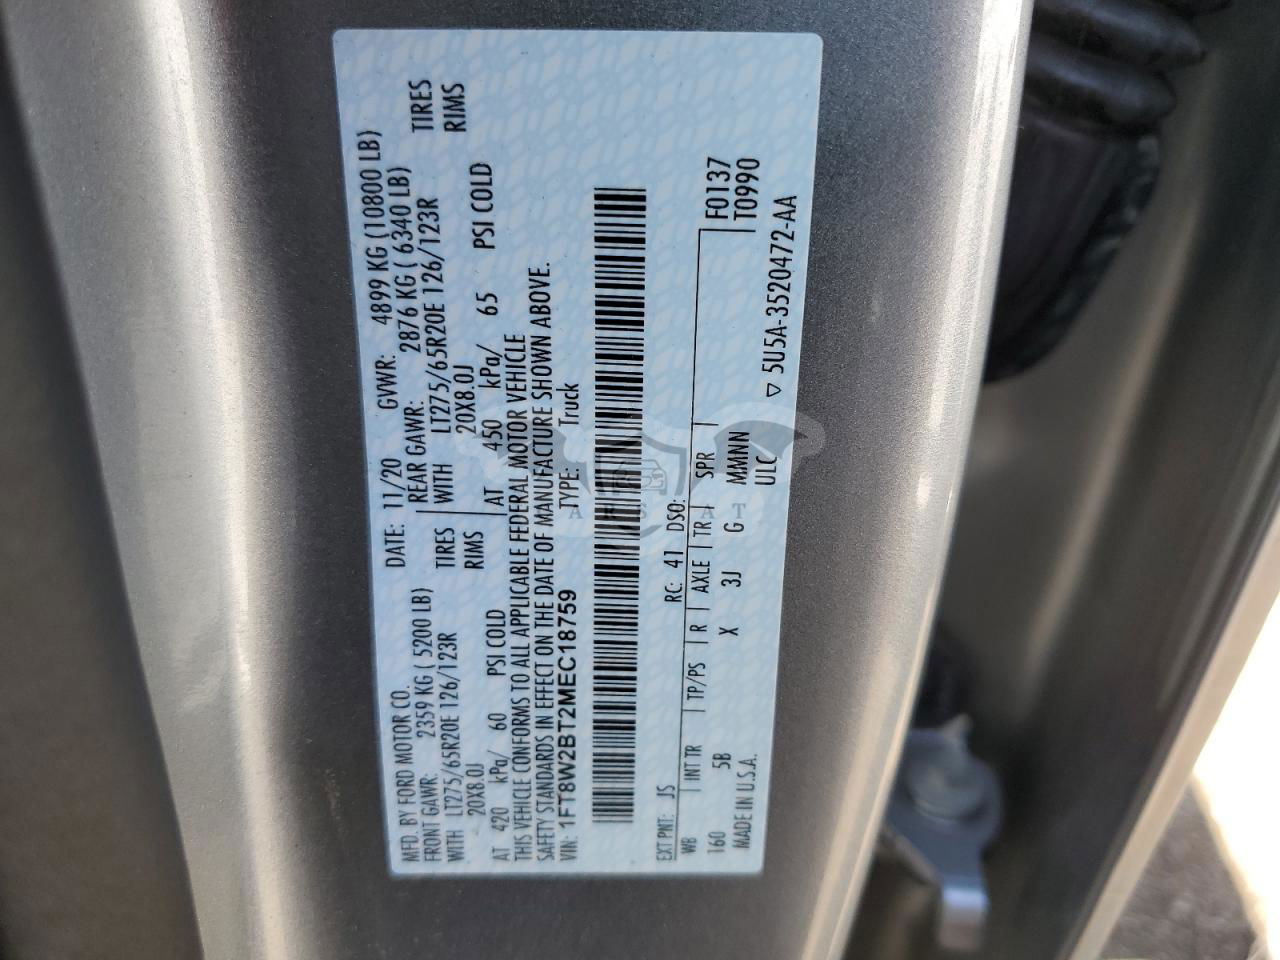 MFD. BY FORD MOTOR CO.
DATE: 11/20 GVWR: 4899 KG (10800 LB)
FRONT GAWR: 2359 KG ( 5200 LB) REAR GAWR: 2876 KG ( 6340 LB)
WITH LT275/65R20E 126/123R TIRES WITH LT275/65R20E 126/123R TIRES
20X8.0J RIMS 20X8.0J RIMS
AT 420 kPa/ 60 PSI COLD AT 450 kPa/ 65 PSI COLD
THIS VEHICLE CONFORMS TO ALL APPLICABLE FEDERAL MOTOR VEHICLE
SAFETY STANDARDS IN EFFECT ON THE DATE OF MANUFACTURE SHOWN ABOVE.
VIN: 1FT8W2BT2MEC18759 TYPE: Truck
ARSAT
EXT PNT: JS RC: 41 DSO:
WB INT TR TP/PS R AXLE TR SPR F0137
160 5B X 3J G MMNN T0990
MADE IN U.S.A. ULC ▽ 5U5A-3520472-AA